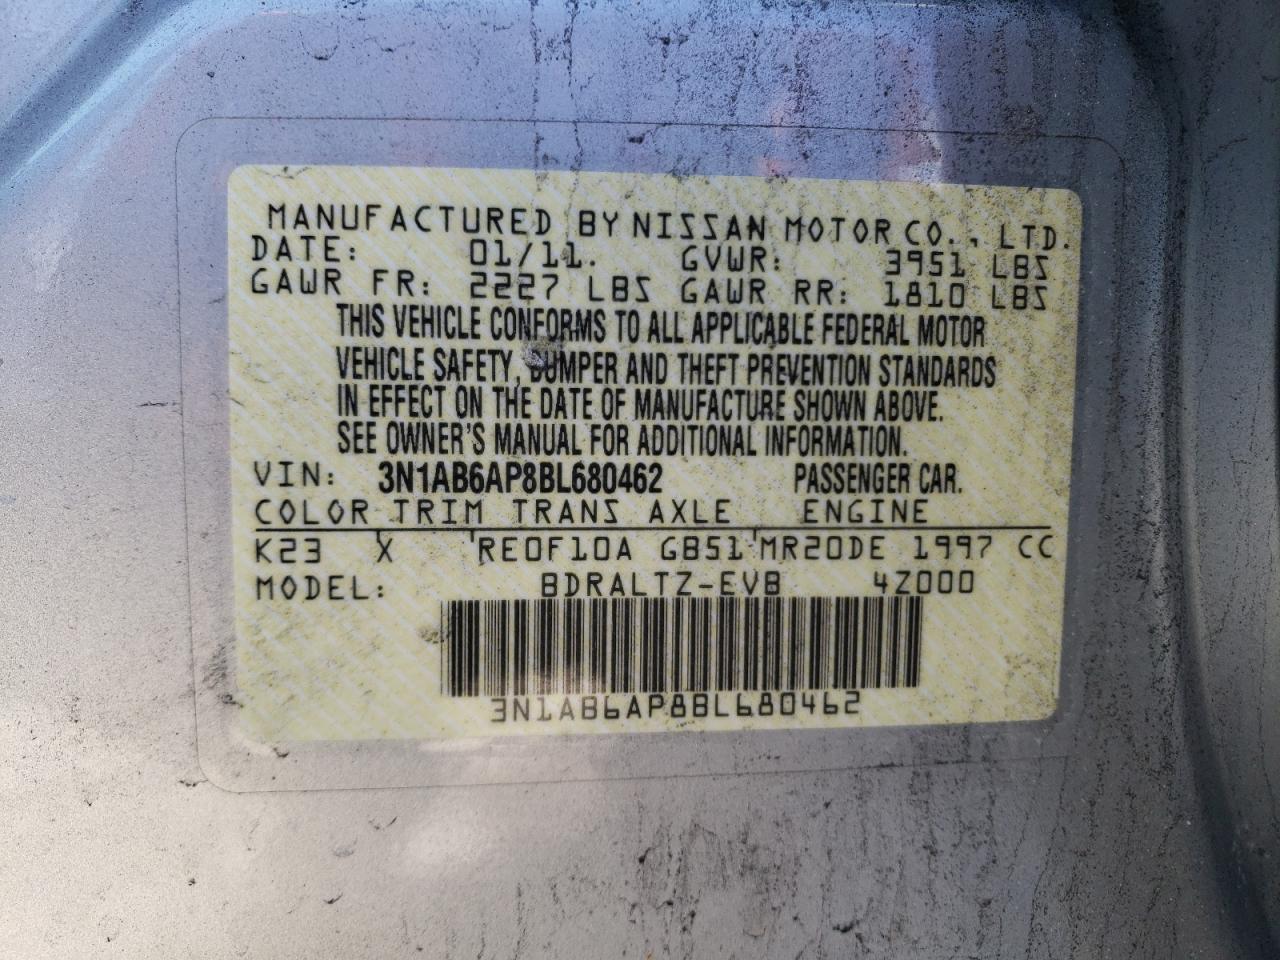 MANUFACTURED BY NISSAN MOTOR CO., LTD.
DATE: 01/11. GVWR: 3951 LBS
GAWR FR: 2227 LBS GAWR RR: 1810 LBS
THIS VEHICLE CONFORMS TO ALL APPLICABLE FEDERAL MOTOR
VEHICLE SAFETY, BUMPER AND THEFT PREVENTION STANDARDS
IN EFFECT ON THE DATE OF MANUFACTURE SHOWN ABOVE.
SEE OWNER'S MANUAL FOR ADDITIONAL INFORMATION.
VIN: 3N1AB6AP8BL680462 PASSENGER CAR.
COLOR TRIM TRANS AXLE ENGINE
K23 X RE0F10A GB51 MR20DE 1997 CC
MODEL: BDRALTZ-EVB 4Z000
3N1AB6AP8BL680462